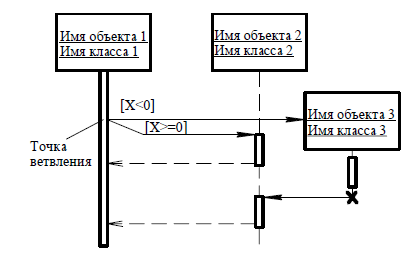 Имя объекта 1
Имя класса 1
Имя объекта 2
Имя класса 2
[X<0]
Имя объекта 3
Имя класса 3
[X>=0]
Точка
ветвления